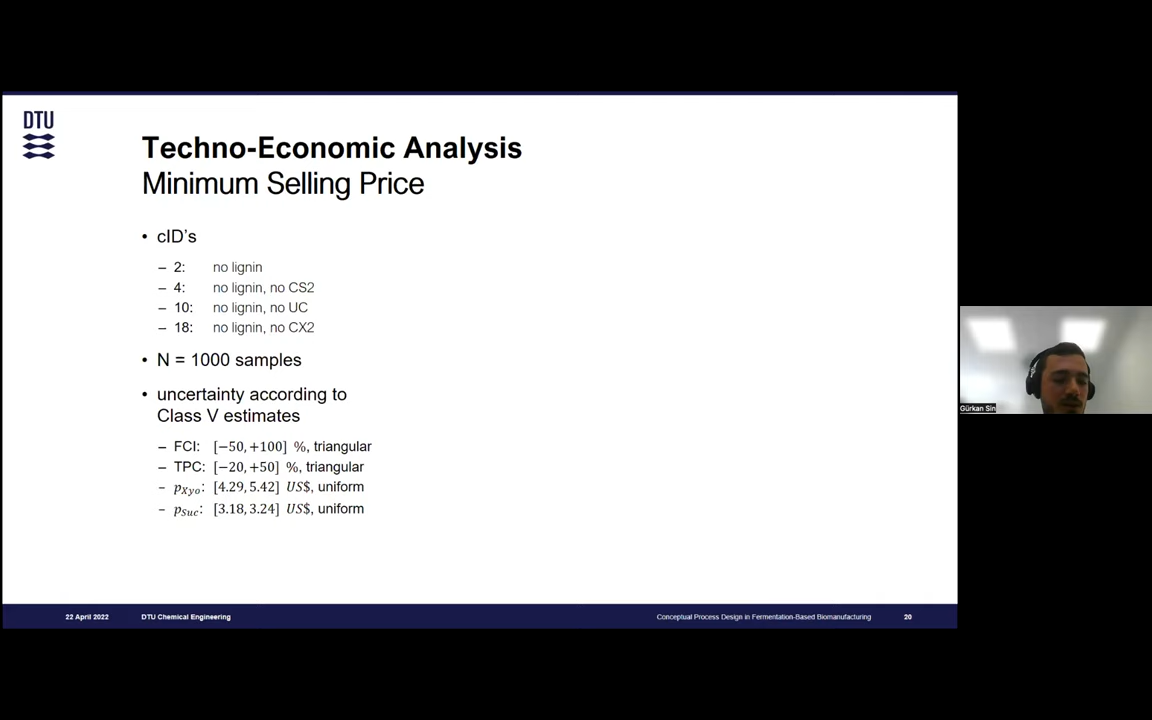 DTU
Techno-Economic Analysis
Minimum Selling Price
• cID's
– 2: no lignin
– 4: no lignin, no CS2
– 10: no lignin, no UC
– 18: no lignin, no CX2
• N = 1000 samples
• uncertainty according to
Class V estimates
– FCI: [−50,+100] %, triangular
– TPC: [−20,+50] %, triangular
– pXyo: [4.29, 5.42] US$, uniform
– pSuc: [3.18, 3.24] US$, uniform
Gürkan Sin
22 April 2022 DTU Chemical Engineering Conceptual Process Design in Fermentation-Based Biomanufacturing 20